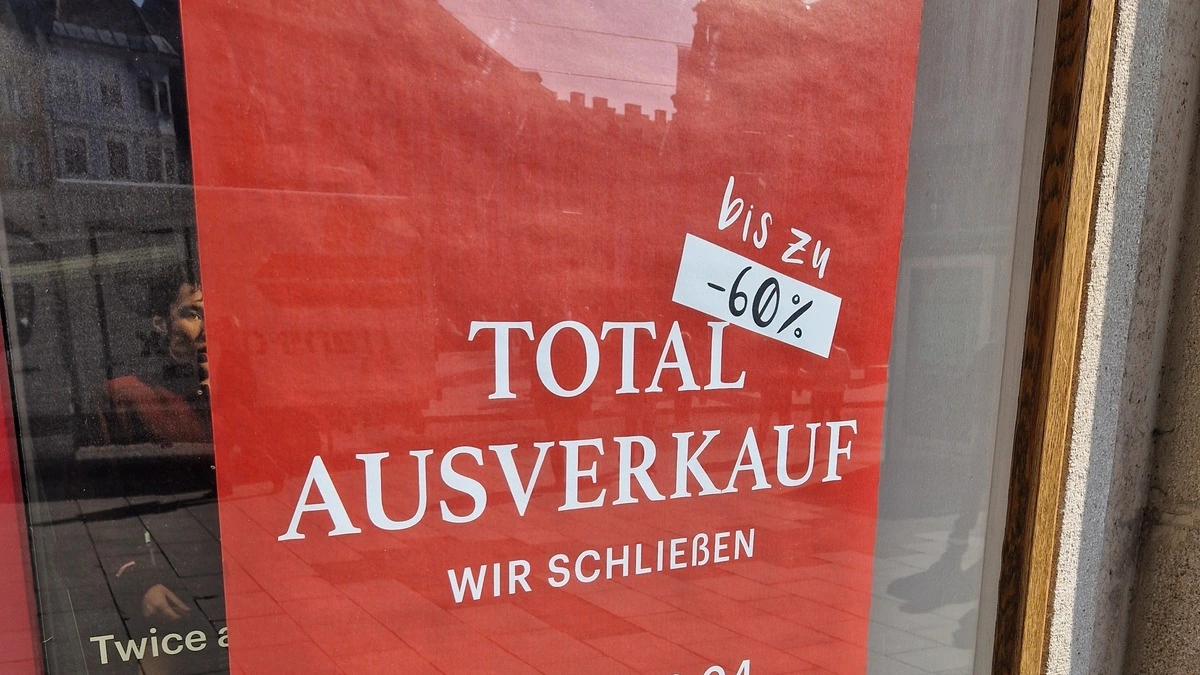 bis zu
-60%
TOTAL
AUSVERKAUF
WIR SCHLIEßEN
Twice